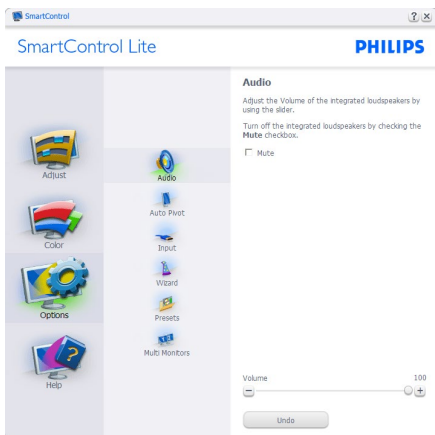 SmartControl
SmartControl Lite
PHILIPS
Adjust
Color
Options
Help
Audio
Auto Pivot
Input
Wizard
Presets
Multi Monitors
Audio
Adjust the Volume of the integrated loudspeakers by
using the slider.
Turn off the integrated loudspeakers by checking the
Mute checkbox.
Mute
Volume 100
Undo